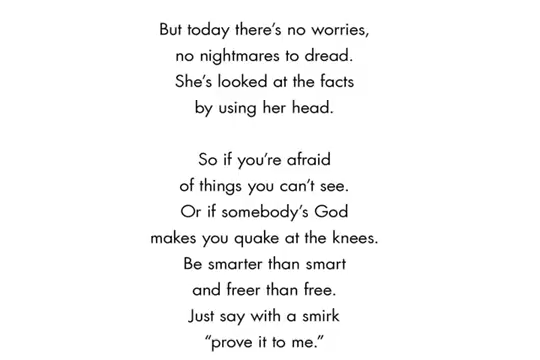 But today there's no worries,
no nightmares to dread.
She's looked at the facts
by using her head.
So if you're afraid
of things you can't see.
Or if somebody's God
makes you quake at the knees.
Be smarter than smart
and freer than free.
Just say with a smirk
“prove it to me.”